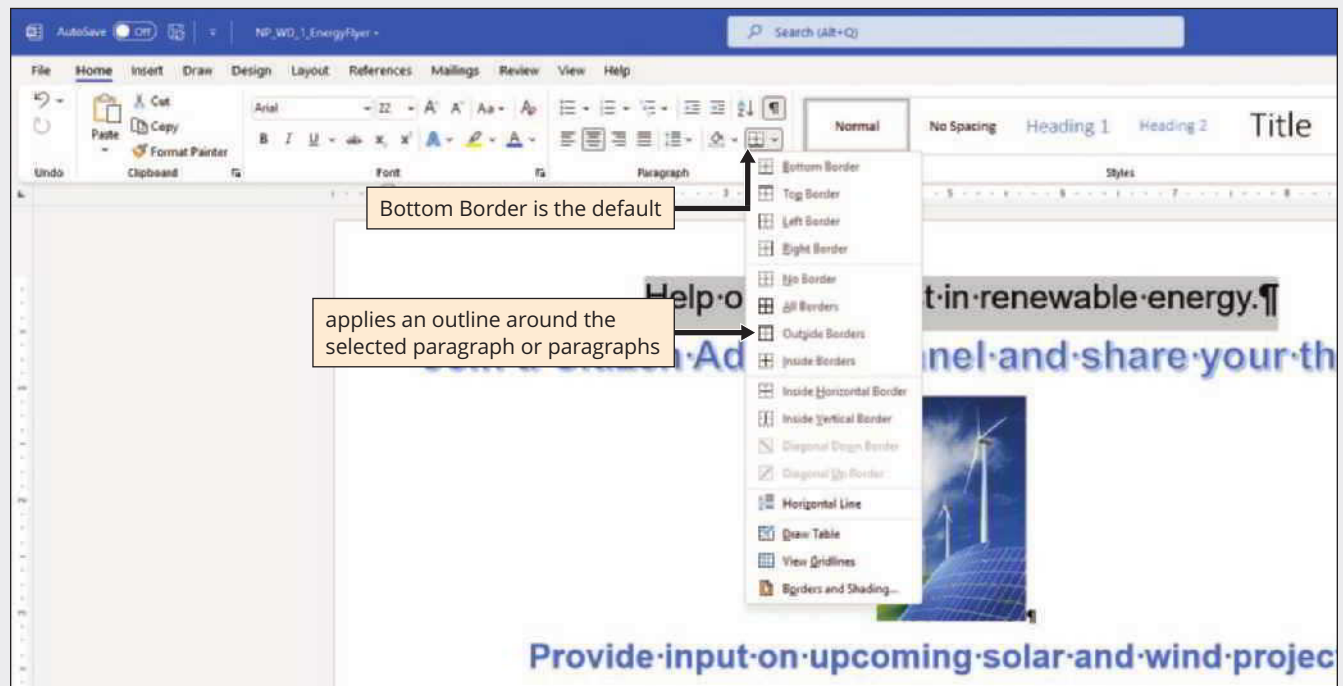 AutoSave Off NP_WD_1_EnergyFlyer Search (Alt+Q)
File Home Insert Draw Design Layout References Mailings Review View Help
Cut
Copy
Paste
Format Painter
Arial 22 Aa
B I U ab
Normal No Spacing Heading 1 Heading 2 Title
Undo Clipboard Font Paragraph Styles
Bottom Border
Top Border
Left Border
Right Border
No Border
All Borders
Outside Borders
Inside Borders
Inside Horizontal Border
Inside Vertical Border
Diagonal Down Border
Diagonal Up Border
Horizontal Line
Draw Table
View Gridlines
Borders and Shading...
Bottom Border is the default
applies an outline around the
selected paragraph or paragraphs
Help·o t·in·renewable·energy.¶
Ad nel·and·share·your·th
Provide·input·on·upcoming·solar·and·wind·projec